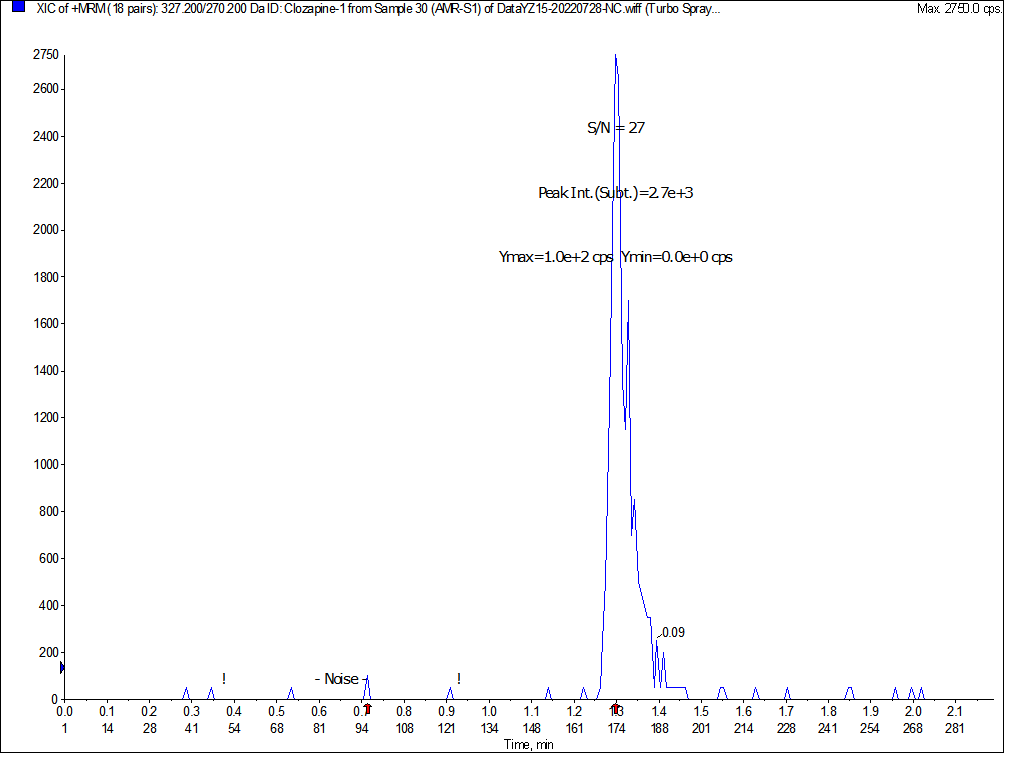 XIC of +MRM (18 pairs): 327.200/270.200 Da ID: Clozapine-1 from Sample 30 (AMR-S1) of DataYZ15-20220728-NC.wiff (Turbo Spray...
Max. 2750.0 cps.
2750
2600
S/N = 27
2400
2200
Peak Int.(Subt.)=2.7e+3
2000
Ymax=1.0e+2 cps Ymin=0.0e+0 cps
1800
1600
1400
1200
1000
800
600
400
0.09
200
! - Noise - !
0
0.0 0.1 0.2 0.3 0.4 0.5 0.6 0.7 0.8 0.9 1.0 1.1 1.2 1.3 1.4 1.5 1.6 1.7 1.8 1.9 2.0 2.1
1 14 28 41 54 67 81 94 108 121 134 148 161 174 188 201 214 228 241 254 268 281
Time, min